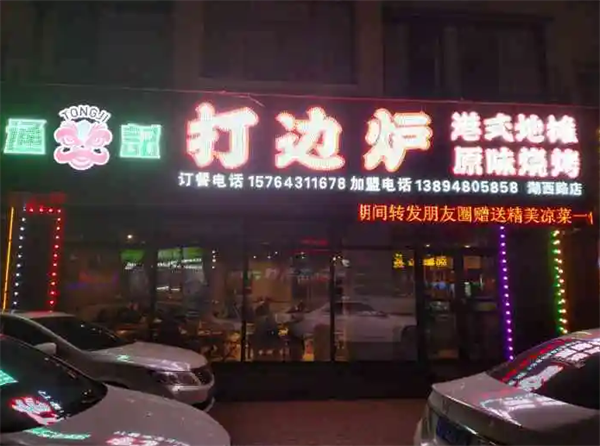 通 TONGJI 記
打边炉
港式地摊
原味烧烤
订餐电话 15764311678 加盟电话 13894805858 湖西路店
期间转发朋友圈赠送精美凉菜一